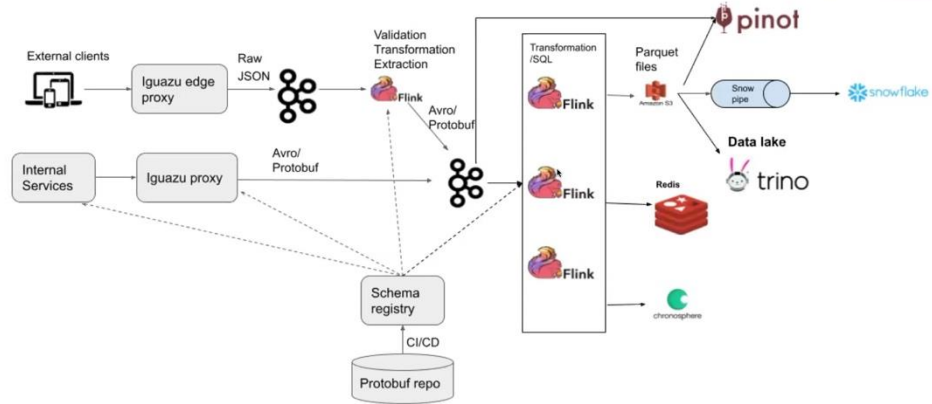 pinot
External clients
Iguazu edge
proxy
Raw
JSON
Validation
Transformation
Extraction
Flink
Avro/
Protobuf
Transformation
/SQL
Flink
Parquet
files
Amazon S3
Snow
pipe
snowflake
Data lake
trino
Internal
Services
Iguazu proxy
Avro/
Protobuf
Flink
Redis
Flink
chronosphere
Schema
registry
CI/CD
Protobuf repo